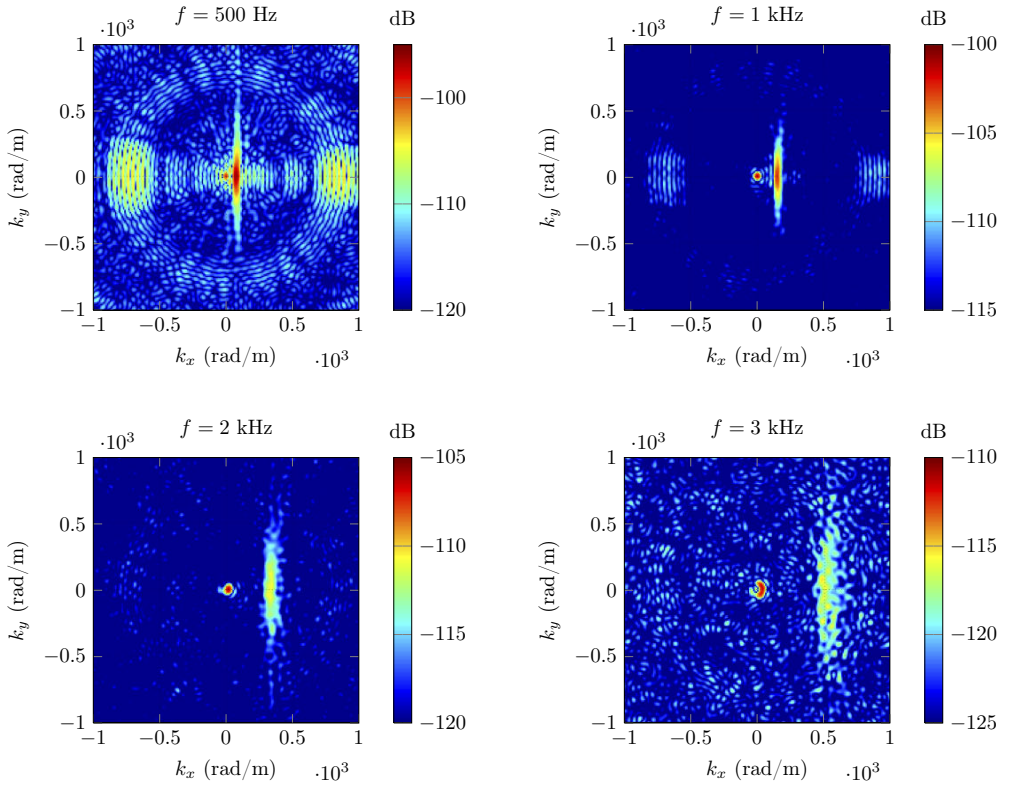 f = 500 Hz
·10³
dB
1
0.5
0
−0.5
−1
−100
−110
−120
−1 −0.5 0 0.5 1
k_x (rad/m)
·10³
k_y (rad/m)
f = 1 kHz
·10³
dB
1
0.5
0
−0.5
−1
−100
−105
−110
−115
−1 −0.5 0 0.5 1
k_x (rad/m)
·10³
k_y (rad/m)
f = 2 kHz
·10³
dB
1
0.5
0
−0.5
−1
−105
−110
−115
−120
−1 −0.5 0 0.5 1
k_x (rad/m)
·10³
k_y (rad/m)
f = 3 kHz
·10³
dB
1
0.5
0
−0.5
−1
−110
−115
−120
−125
−1 −0.5 0 0.5 1
k_x (rad/m)
·10³
k_y (rad/m)